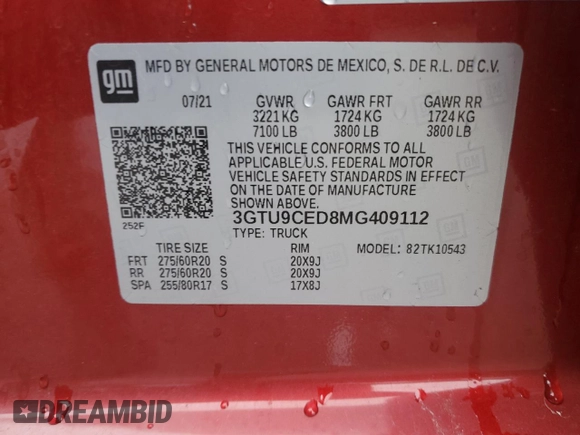 gm MFD BY GENERAL MOTORS DE MEXICO, S. DE R.L. DE C.V.
07/21 GVWR GAWR FRT GAWR RR
3221 KG 1724 KG 1724 KG
7100 LB 3800 LB 3800 LB
THIS VEHICLE CONFORMS TO ALL
APPLICABLE U.S. FEDERAL MOTOR
VEHICLE SAFETY STANDARDS IN EFFECT
ON THE DATE OF MANUFACTURE
SHOWN ABOVE.
252F 3GTU9CED8MG409112
TYPE: TRUCK
TIRE SIZE RIM MODEL: 82TK10543
FRT 275/60R20 S 20X9J
RR 275/60R20 S 20X9J
SPA 255/80R17 S 17X8J
DREAMBID